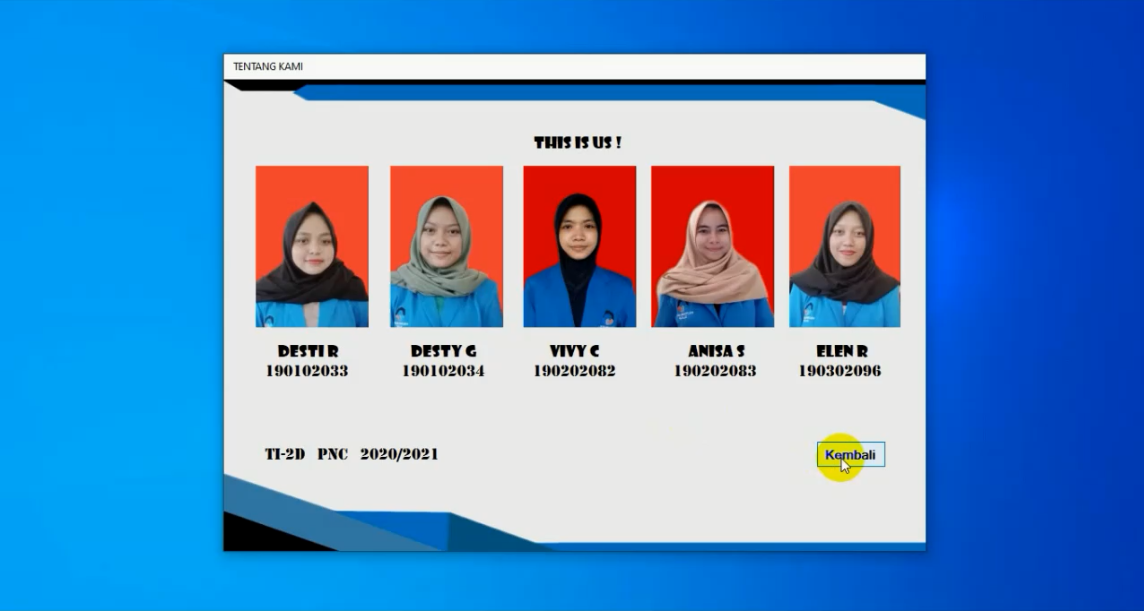 TENTANG KAMI
THIS IS US !
DESTI R
190102033
DESTY G
190102034
VIVY C
190202082
ANISA S
190202083
ELEN R
190302096
TI-2D PNC 2020/2021
Kembali